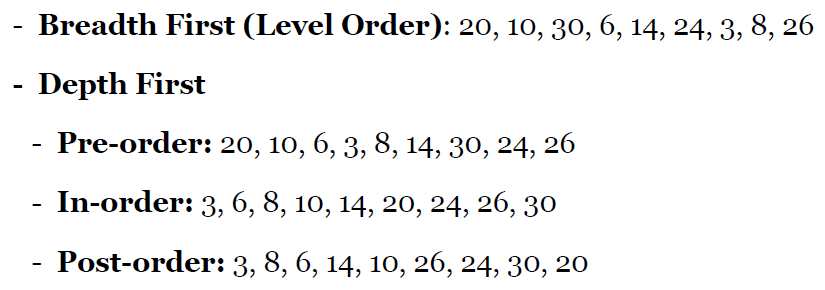 - Breadth First (Level Order): 20, 10, 30, 6, 14, 24, 3, 8, 26
- Depth First
- Pre-order: 20, 10, 6, 3, 8, 14, 30, 24, 26
- In-order: 3, 6, 8, 10, 14, 20, 24, 26, 30
- Post-order: 3, 8, 6, 14, 10, 26, 24, 30, 20